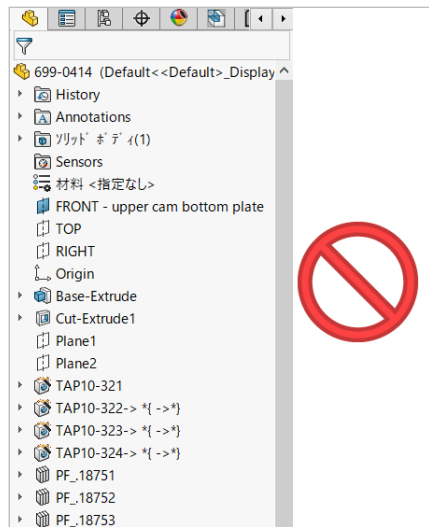 699-0414 (Default<<Default>_Display
History
Annotations
ｿﾘｯﾄﾞ ﾎﾞﾃﾞｨ(1)
Sensors
材料 <指定なし>
FRONT - upper cam bottom plate
TOP
RIGHT
Origin
Base-Extrude
Cut-Extrude1
Plane1
Plane2
TAP10-321
TAP10-322-> *{ ->*}
TAP10-323-> *{ ->*}
TAP10-324-> *{ ->*}
PF_.18751
PF_.18752
PF_.18753